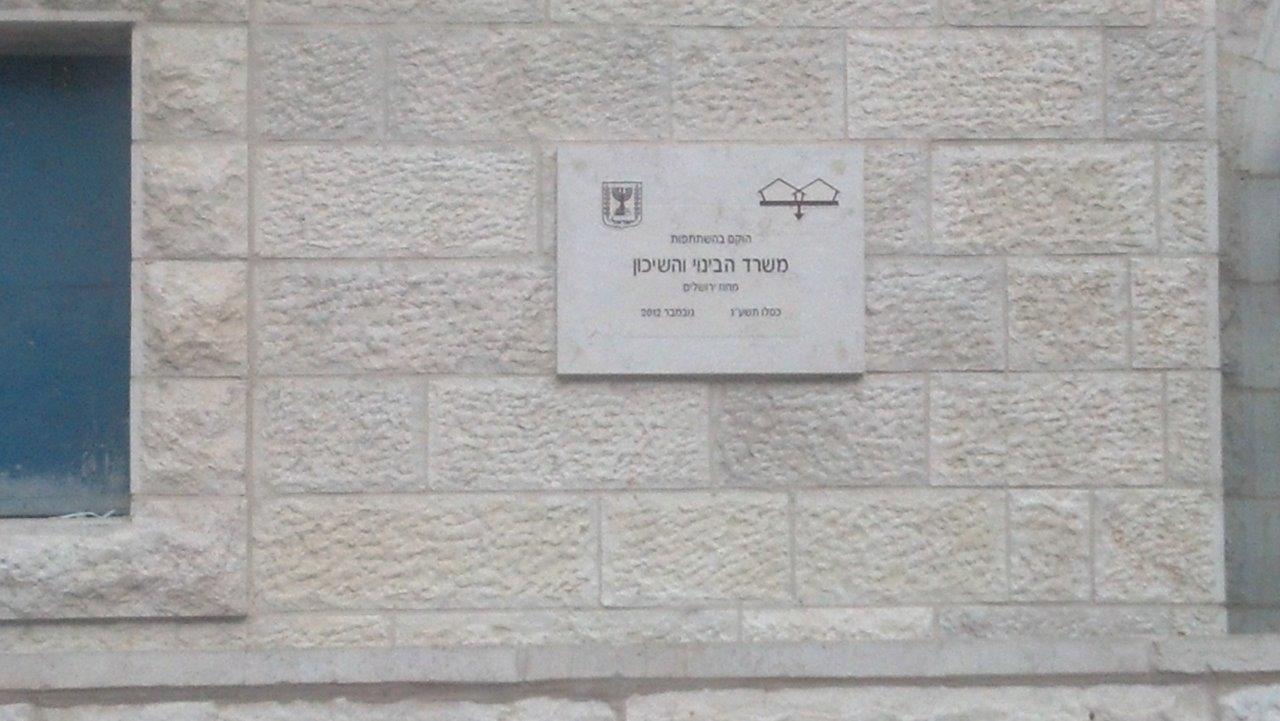 הוקם בהשתתפות
משרד הבינוי והשיכון
מחוז ירושלים
כסלו תשע"ג נובמבר 2012